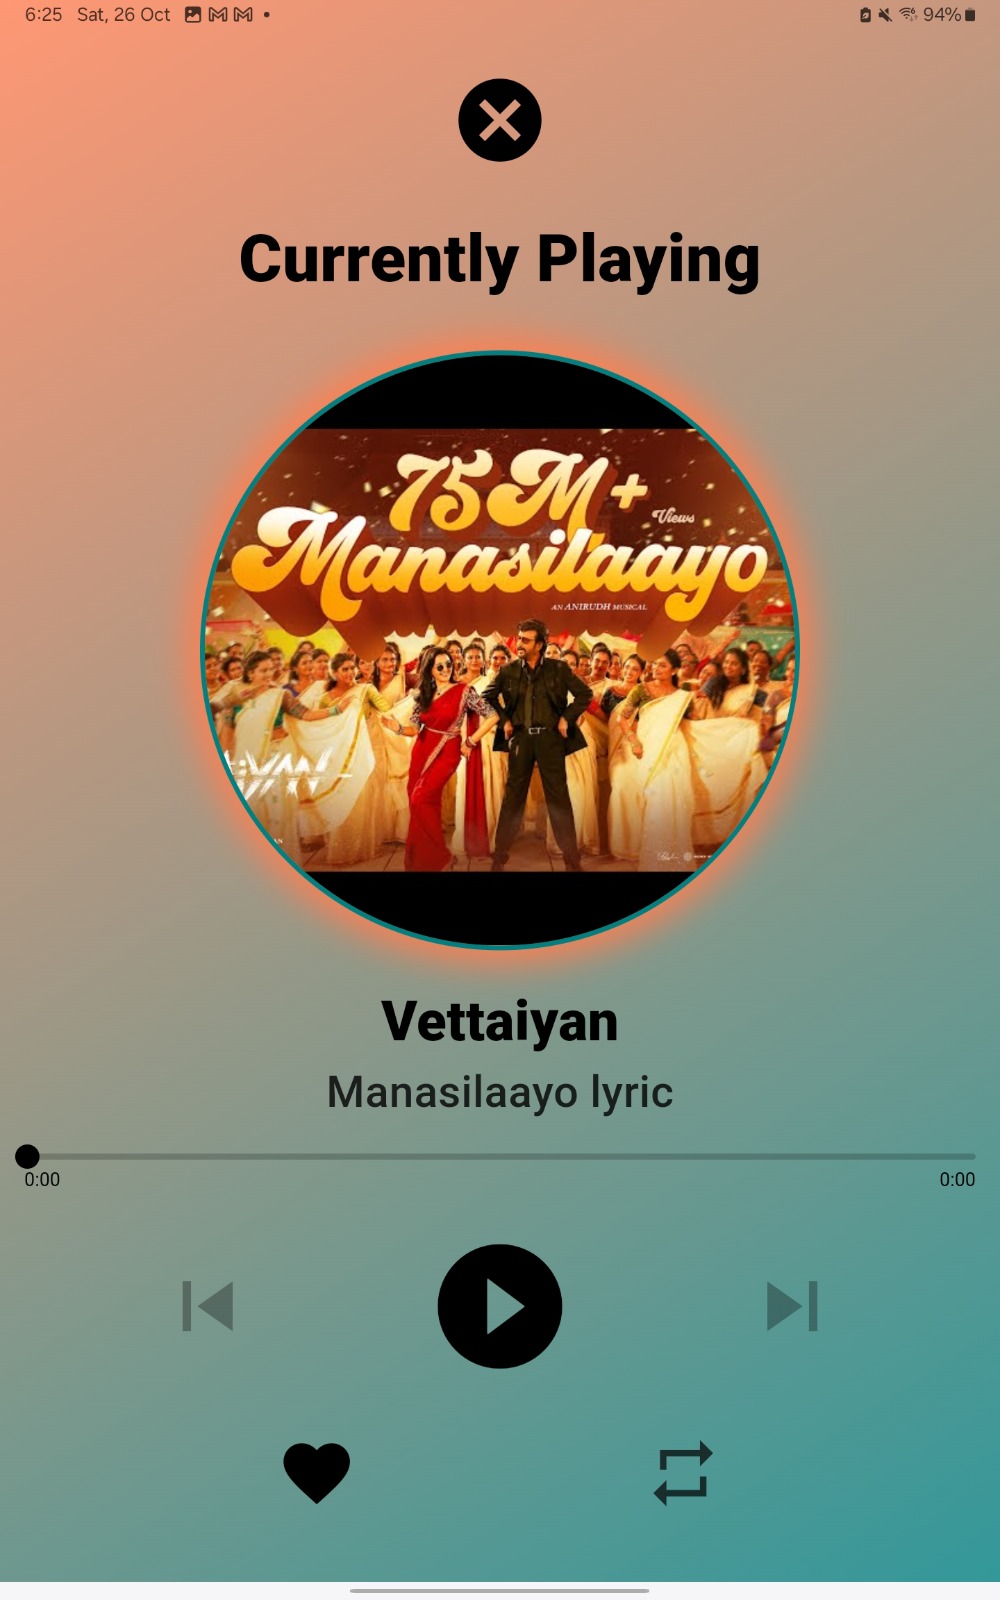 6:25 Sat, 26 Oct
94%
Currently Playing
75M+
Views
Manasilaayo
AN ANIRUDH MUSICAL
Vettaiyan
Manasilaayo lyric
0:00
0:00